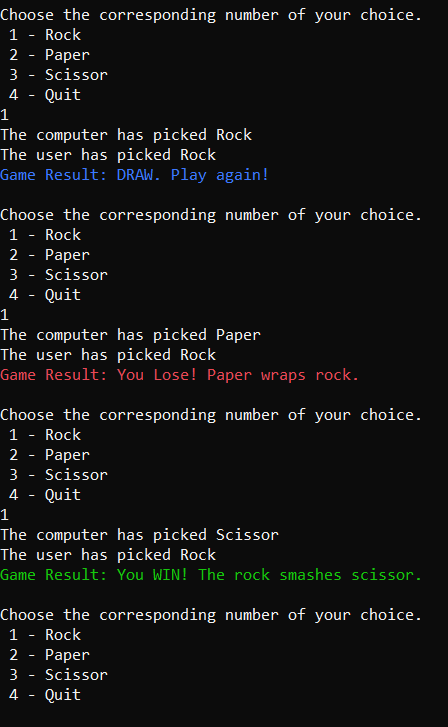 Choose the corresponding number of your choice.
1 - Rock
2 - Paper
3 - Scissor
4 - Quit
1
The computer has picked Rock
The user has picked Rock
Game Result: DRAW. Play again!
Choose the corresponding number of your choice.
1 - Rock
2 - Paper
3 - Scissor
4 - Quit
1
The computer has picked Paper
The user has picked Rock
Game Result: You Lose! Paper wraps rock.
Choose the corresponding number of your choice.
1 - Rock
2 - Paper
3 - Scissor
4 - Quit
1
The computer has picked Scissor
The user has picked Rock
Game Result: You WIN! The rock smashes scissor.
Choose the corresponding number of your choice.
1 - Rock
2 - Paper
3 - Scissor
4 - Quit